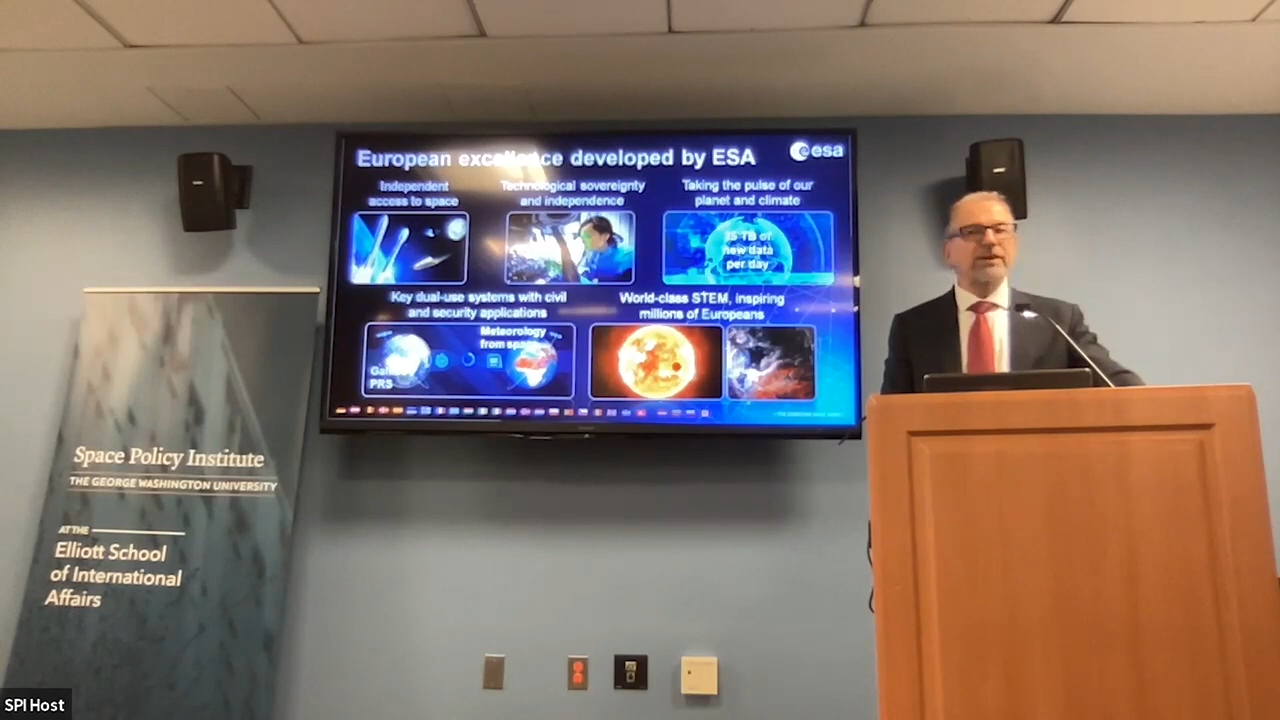 European excellence developed by ESA
esa
Independent
access to space
Technological sovereignty
and independence
Taking the pulse of our
planet and climate
35 TB of
new data
per day
Key dual-use systems with civil
and security applications
World-class STEM, inspiring
millions of Europeans
Meteorology
from space
PRS
Space Policy Institute
THE GEORGE WASHINGTON UNIVERSITY
AT THE
Elliott School
of International
Affairs
SPI Host